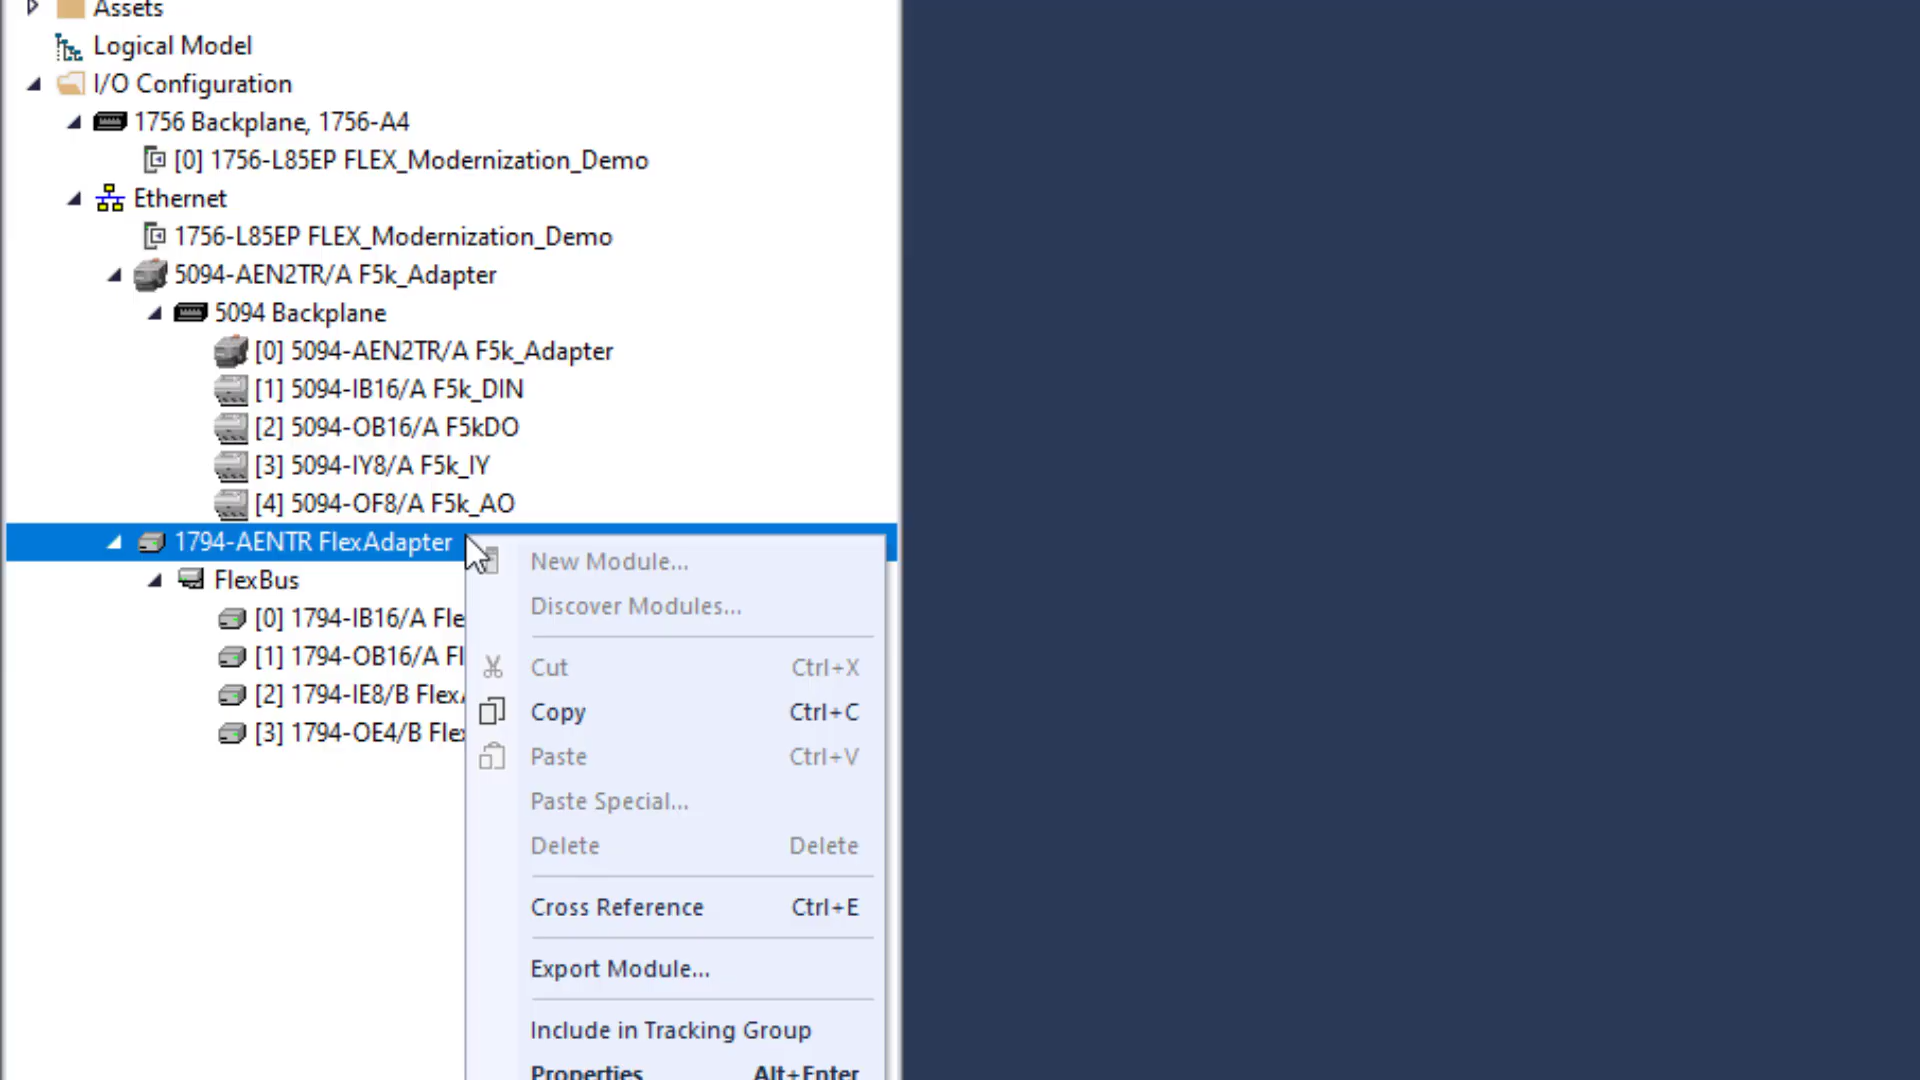 Assets
Logical Model
I/O Configuration
1756 Backplane, 1756-A4
[0] 1756-L85EP FLEX_Modernization_Demo
Ethernet
1756-L85EP FLEX_Modernization_Demo
5094-AEN2TR/A F5k_Adapter
5094 Backplane
[0] 5094-AEN2TR/A F5k_Adapter
[1] 5094-IB16/A F5k_DIN
[2] 5094-OB16/A F5kDO
[3] 5094-IY8/A F5k_IY
[4] 5094-OF8/A F5k_AO
1794-AENTR FlexAdapter
FlexBus
[0] 1794-IB16/A Fle
[1] 1794-OB16/A Fl
[2] 1794-IE8/B Flex
[3] 1794-OE4/B Flex
New Module...
Discover Modules...
Cut Ctrl+X
Copy Ctrl+C
Paste Ctrl+V
Paste Special...
Delete Delete
Cross Reference Ctrl+E
Export Module...
Include in Tracking Group
Properties Alt+Enter